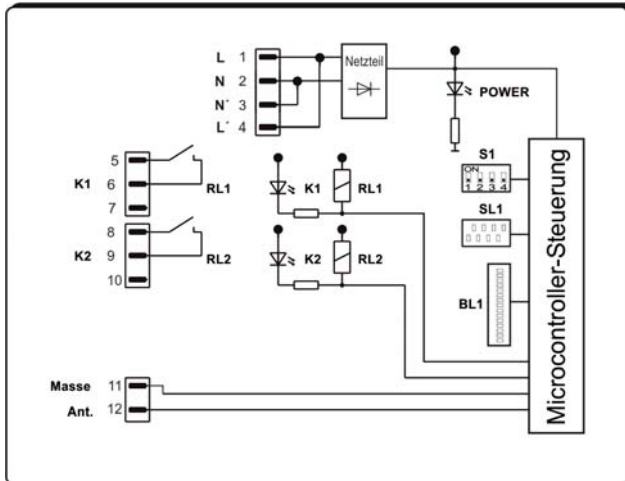 L 1
N 2
N´ 3
L´ 4
Netzteil
POWER
S1
ON
1 2 3 4
SL1
BL1
Microcontroller-Steuerung
K1
5
6
7
RL1
K1
RL1
K2
8
9
10
RL2
K2
RL2
Masse 11
Ant. 12